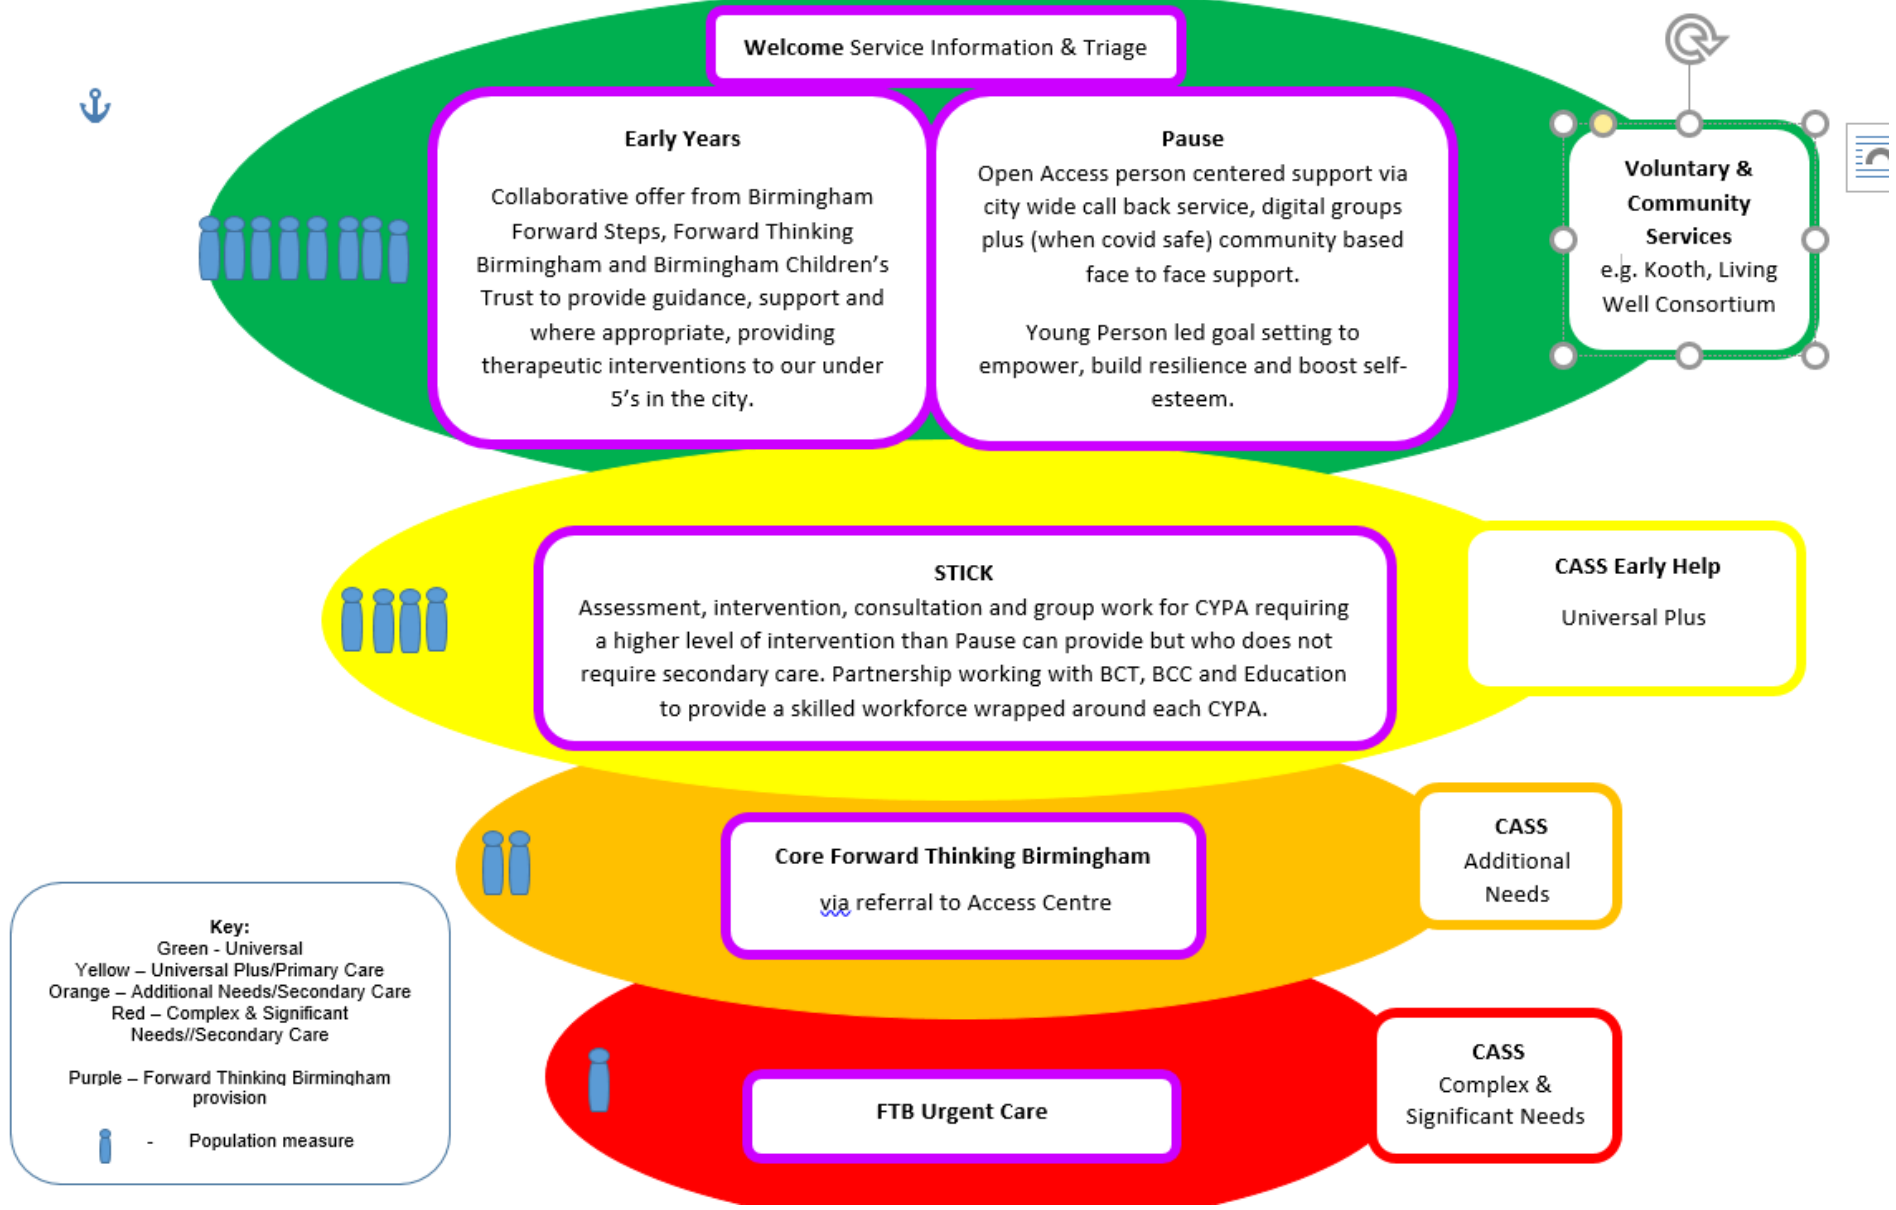 Welcome Service Information & Triage
Early Years
Collaborative offer from Birmingham
Forward Steps, Forward Thinking
Birmingham and Birmingham Children’s
Trust to provide guidance, support and
where appropriate, providing
therapeutic interventions to our under
5’s in the city.
Pause
Open Access person centered support via
city wide call back service, digital groups
plus (when covid safe) community based
face to face support.
Young Person led goal setting to
empower, build resilience and boost self-
esteem.
Voluntary &
Community
Services
e.g. Kooth, Living
Well Consortium
STICK
Assessment, intervention, consultation and group work for CYPA requiring
a higher level of intervention than Pause can provide but who does not
require secondary care. Partnership working with BCT, BCC and Education
to provide a skilled workforce wrapped around each CYPA.
CASS Early Help
Universal Plus
Core Forward Thinking Birmingham
via referral to Access Centre
CASS
Additional
Needs
FTB Urgent Care
CASS
Complex &
Significant Needs
Key:
Green - Universal
Yellow – Universal Plus/Primary Care
Orange – Additional Needs/Secondary Care
Red – Complex & Significant
Needs//Secondary Care
Purple – Forward Thinking Birmingham
provision
- Population measure